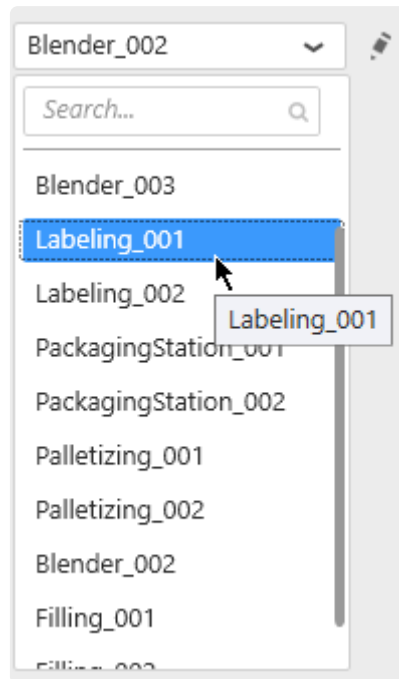 Blender_002
Search...
Blender_003
Labeling_001
Labeling_002
Labeling_001
PackagingStation_001
PackagingStation_002
Palletizing_001
Palletizing_002
Blender_002
Filling_001